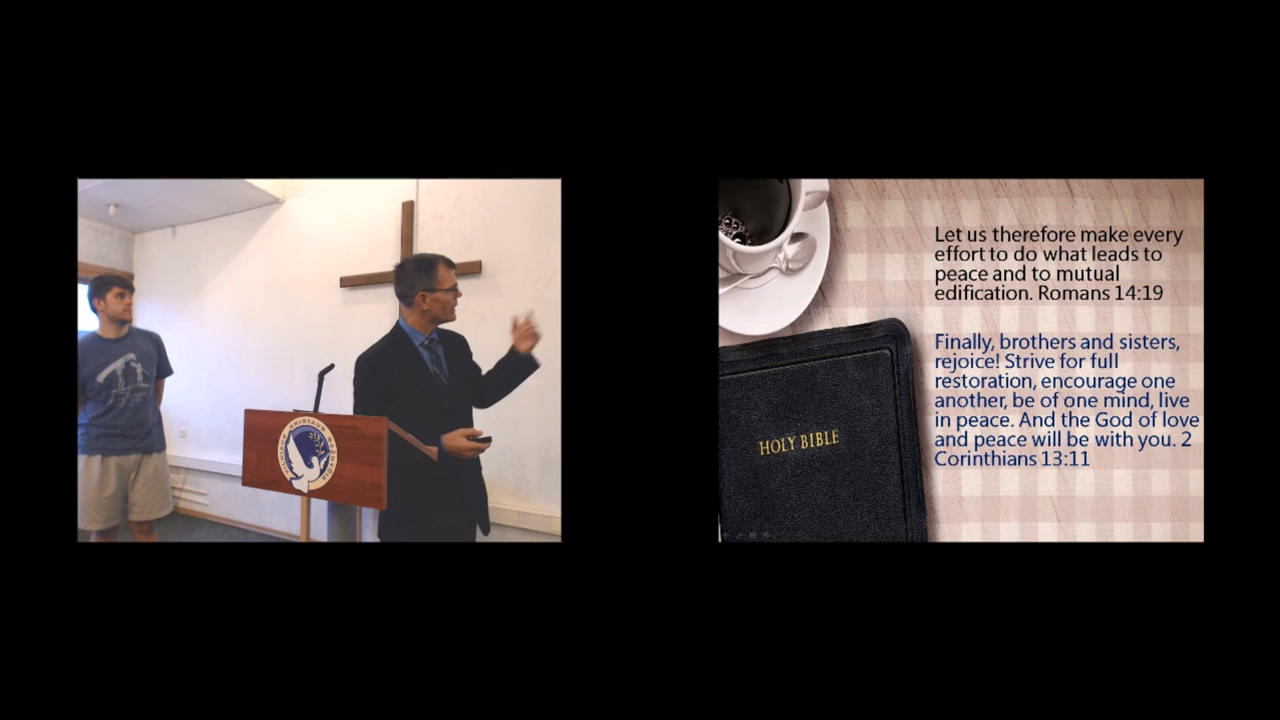 Let us therefore make every
effort to do what leads to
peace and to mutual
edification. Romans 14:19
Finally, brothers and sisters,
rejoice! Strive for full
restoration, encourage one
another, be of one mind, live
in peace. And the God of love
and peace will be with you. 2
Corinthians 13:11
HOLY BIBLE